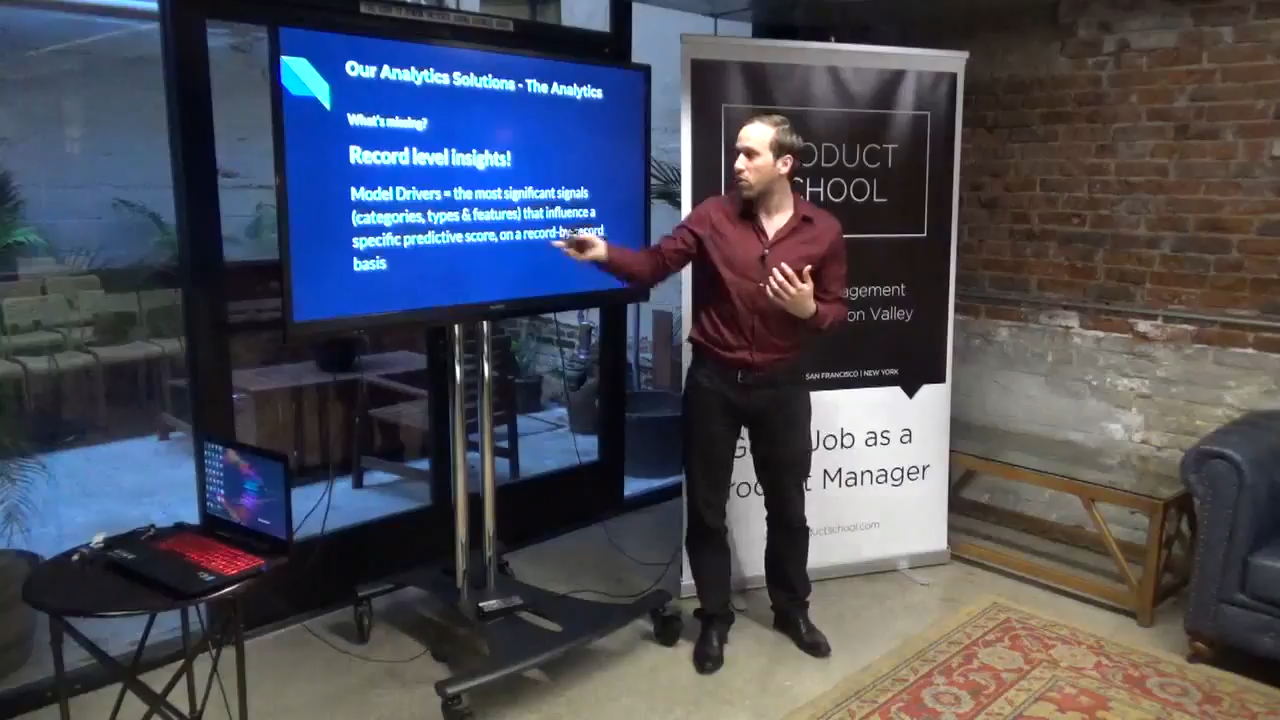 Our Analytics Solutions - The Analytics
What's missing?
Record level insights!
Model Drivers = the most significant signals
(categories, types & features) that influence a
specific predictive score, on a record-by-record
basis
ODUCT
CHOOL
agement
on Valley
SAN FRANCISCO | NEW YORK
Job as a
Manager
ductschool.com